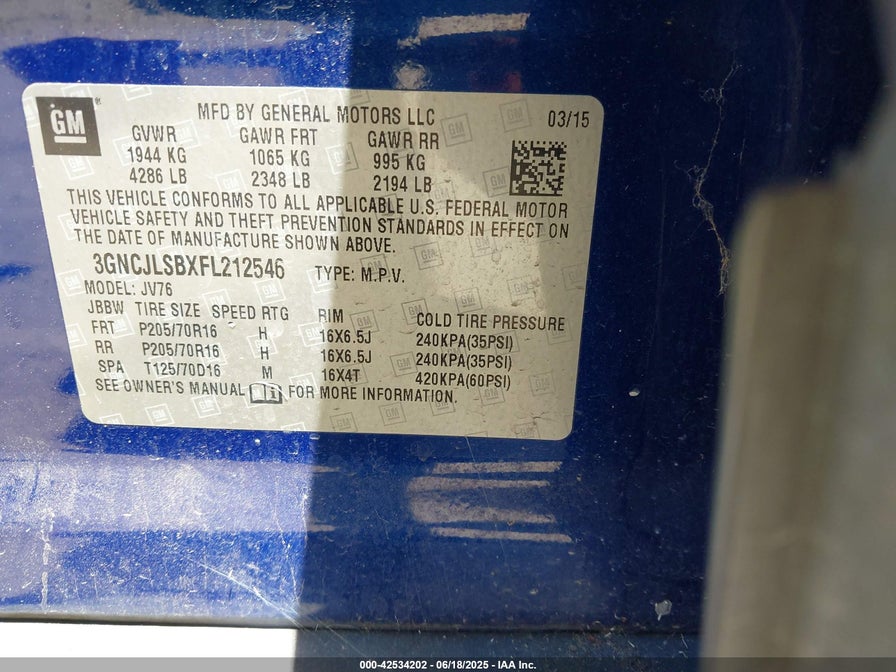 GM
MFD BY GENERAL MOTORS LLC 03/15
GVWR GAWR FRT GAWR RR
1944 KG 1065 KG 995 KG
4286 LB 2348 LB 2194 LB
THIS VEHICLE CONFORMS TO ALL APPLICABLE U.S. FEDERAL MOTOR
VEHICLE SAFETY AND THEFT PREVENTION STANDARDS IN EFFECT ON
THE DATE OF MANUFACTURE SHOWN ABOVE.
3GNCJLSBXFL212546 TYPE: M.P.V.
MODEL: JV76
JBBW TIRE SIZE SPEED RTG RIM COLD TIRE PRESSURE
FRT P205/70R16 H 16X6.5J 240KPA(35PSI)
RR P205/70R16 H 16X6.5J 240KPA(35PSI)
SPA T125/70D16 M 16X4T 420KPA(60PSI)
SEE OWNER'S MANUAL FOR MORE INFORMATION.
000-42534202 - 06/18/2025 - IAA Inc.